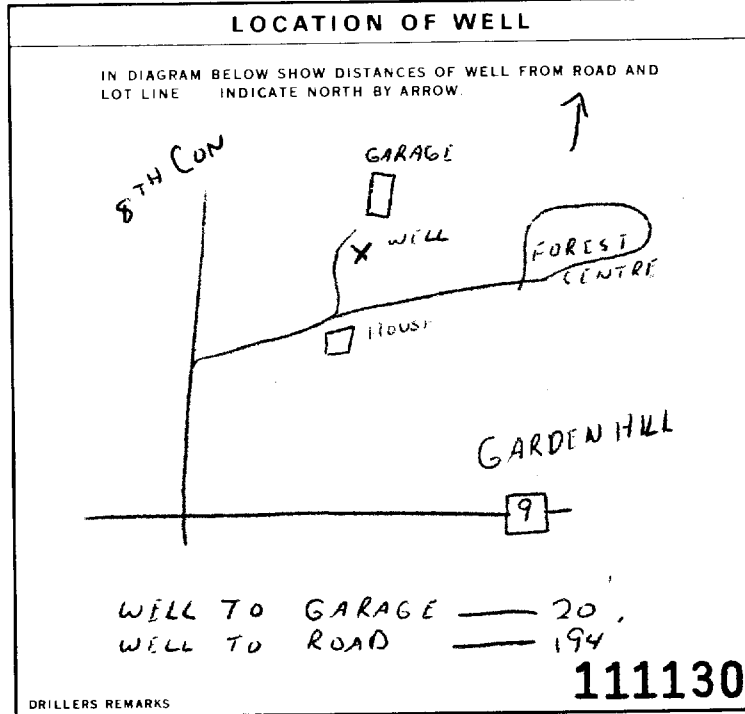 LOCATION OF WELL
IN DIAGRAM BELOW SHOW DISTANCES OF WELL FROM ROAD AND
LOT LINE INDICATE NORTH BY ARROW.
8TH CON
GARAGE
WELL
FOREST
CENTRE
HOUSE
GARDEN HILL
9
WELL TO GARAGE — 20'
WELL TO ROAD — 194'
111130
DRILLERS REMARKS